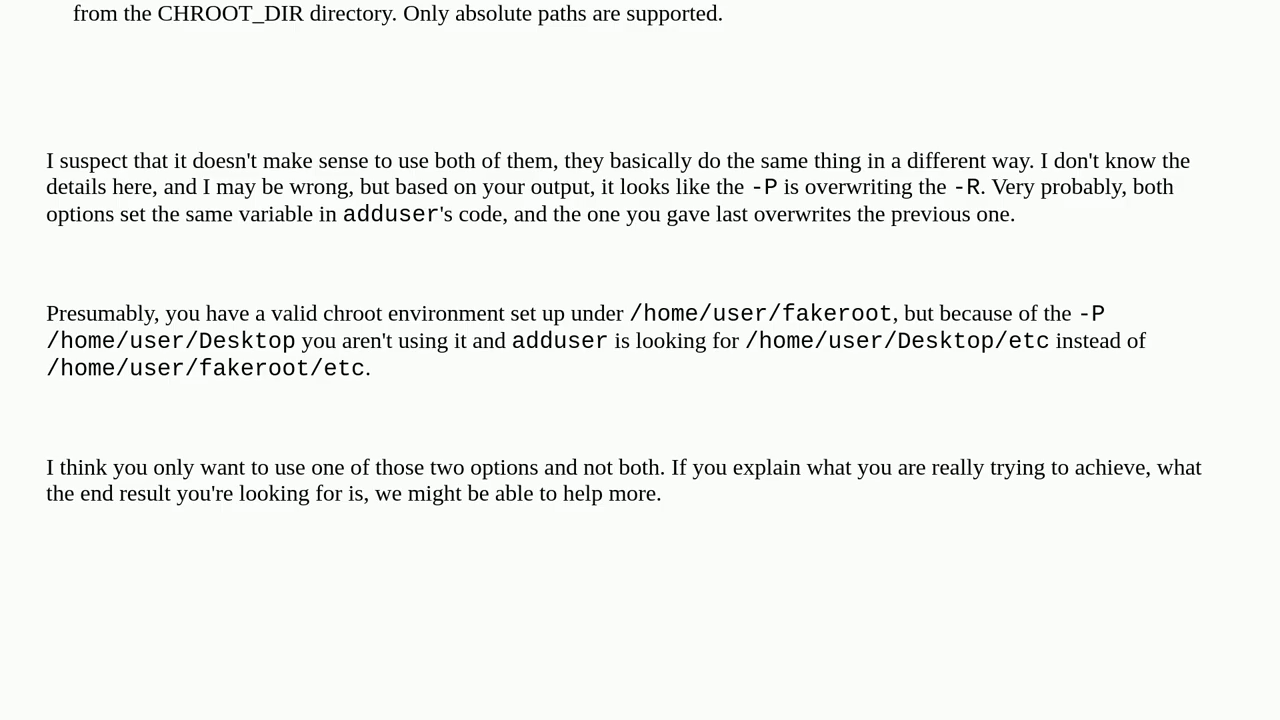 from the CHROOT_DIR directory. Only absolute paths are supported.
I suspect that it doesn't make sense to use both of them, they basically do the same thing in a different way. I don't know the
details here, and I may be wrong, but based on your output, it looks like the -P is overwriting the -R. Very probably, both
options set the same variable in adduser's code, and the one you gave last overwrites the previous one.
Presumably, you have a valid chroot environment set up under /home/user/fakeroot, but because of the -P
/home/user/Desktop you aren't using it and adduser is looking for /home/user/Desktop/etc instead of
/home/user/fakeroot/etc.
I think you only want to use one of those two options and not both. If you explain what you are really trying to achieve, what
the end result you're looking for is, we might be able to help more.